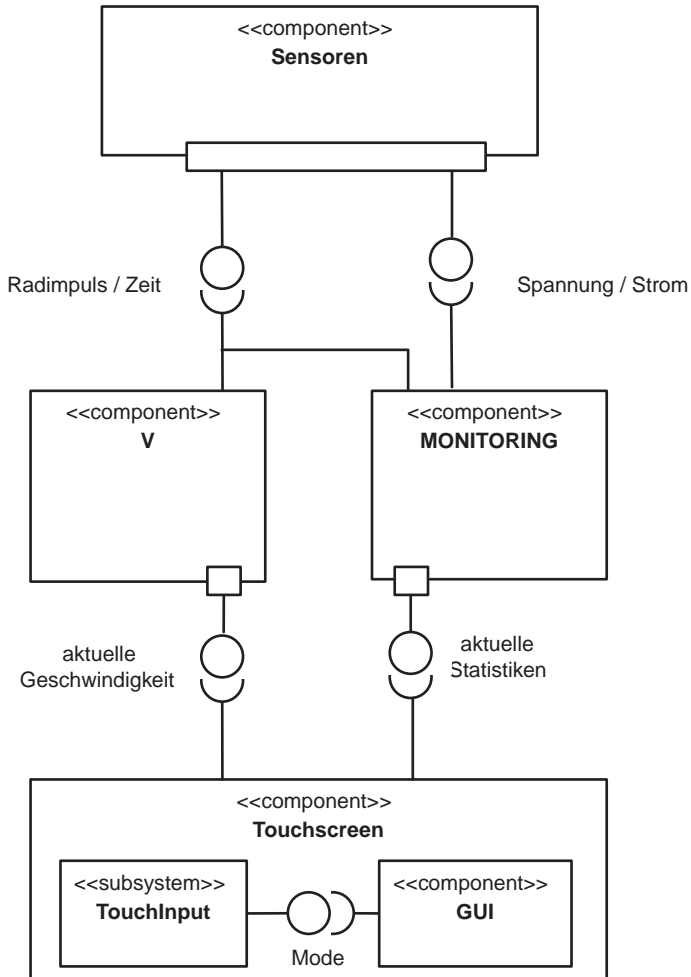 <<component>>
Sensoren
Radimpuls / Zeit
Spannung / Strom
<<component>>
V
<<component>>
MONITORING
aktuelle
Geschwindigkeit
aktuelle
Statistiken
<<component>>
Touchscreen
<<subsystem>>
TouchInput
<<component>>
GUI
Mode